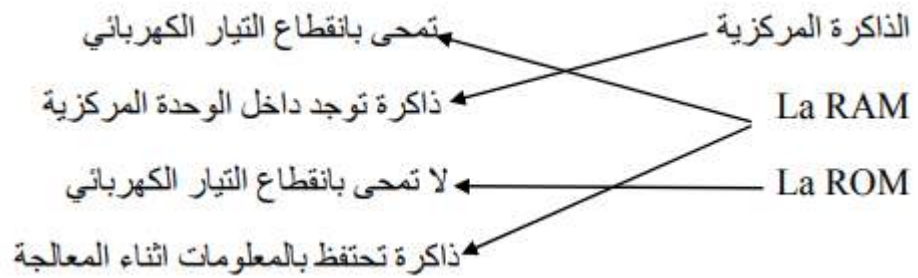 الذاكرة المركزية تمحى بانقطاع التيار الكهربائي
La RAM ذاكرة توجد داخل الوحدة المركزية
La ROM لا تمحى بانقطاع التيار الكهربائي
ذاكرة تحتفظ بالمعلومات اثناء المعالجة